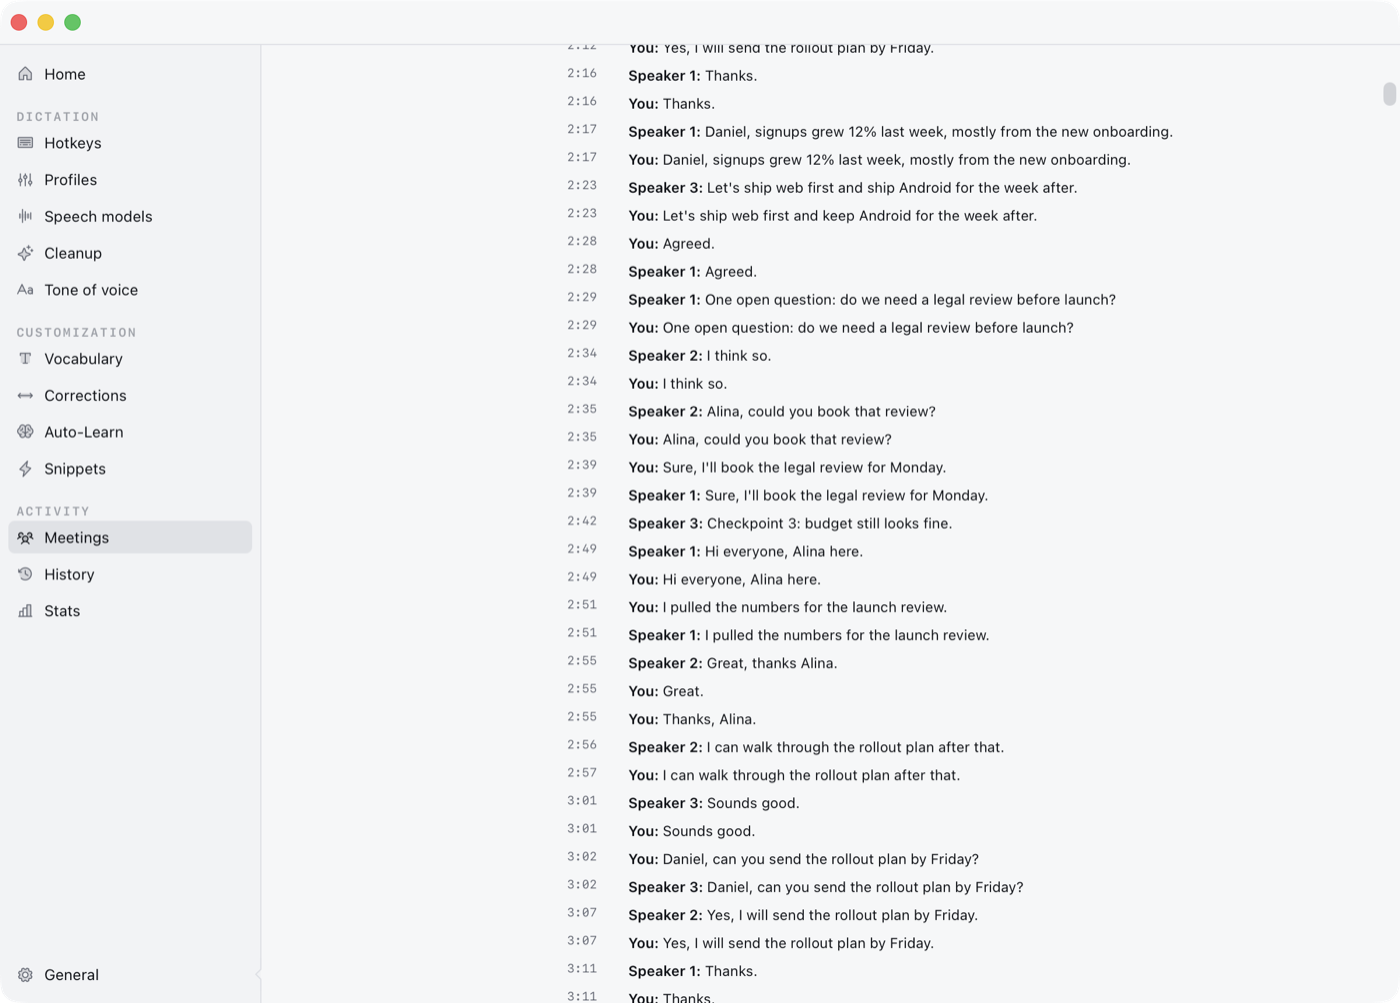 Home
DICTATION
Hotkeys
Profiles
Speech models
Cleanup
Aa Tone of voice
CUSTOMIZATION
Vocabulary
Corrections
Auto-Learn
Snippets
ACTIVITY
Meetings
History
Stats
General
2:12 You: Yes, I will send the rollout plan by Friday.
2:16 Speaker 1: Thanks.
2:16 You: Thanks.
2:17 Speaker 1: Daniel, signups grew 12% last week, mostly from the new onboarding.
2:17 You: Daniel, signups grew 12% last week, mostly from the new onboarding.
2:23 Speaker 3: Let's ship web first and ship Android for the week after.
2:23 You: Let's ship web first and keep Android for the week after.
2:28 You: Agreed.
2:28 Speaker 1: Agreed.
2:29 Speaker 1: One open question: do we need a legal review before launch?
2:29 You: One open question: do we need a legal review before launch?
2:34 Speaker 2: I think so.
2:34 You: I think so.
2:35 Speaker 2: Alina, could you book that review?
2:35 You: Alina, could you book that review?
2:39 You: Sure, I'll book the legal review for Monday.
2:39 Speaker 1: Sure, I'll book the legal review for Monday.
2:42 Speaker 3: Checkpoint 3: budget still looks fine.
2:49 Speaker 1: Hi everyone, Alina here.
2:49 You: Hi everyone, Alina here.
2:51 You: I pulled the numbers for the launch review.
2:51 Speaker 1: I pulled the numbers for the launch review.
2:55 Speaker 2: Great, thanks Alina.
2:55 You: Great.
2:55 You: Thanks, Alina.
2:56 Speaker 2: I can walk through the rollout plan after that.
2:57 You: I can walk through the rollout plan after that.
3:01 Speaker 3: Sounds good.
3:01 You: Sounds good.
3:02 You: Daniel, can you send the rollout plan by Friday?
3:02 Speaker 3: Daniel, can you send the rollout plan by Friday?
3:07 Speaker 2: Yes, I will send the rollout plan by Friday.
3:07 You: Yes, I will send the rollout plan by Friday.
3:11 Speaker 1: Thanks.
3:11 You: Thanks.